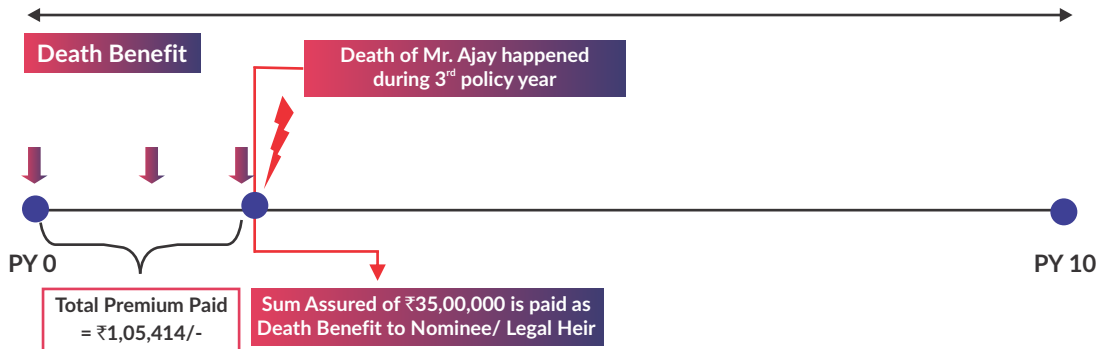 Death Benefit
Death of Mr. Ajay happened
during 3rd policy year
PY 0
PY 10
Total Premium Paid
= ₹1,05,414/-
Sum Assured of ₹35,00,000 is paid as
Death Benefit to Nominee/ Legal Heir